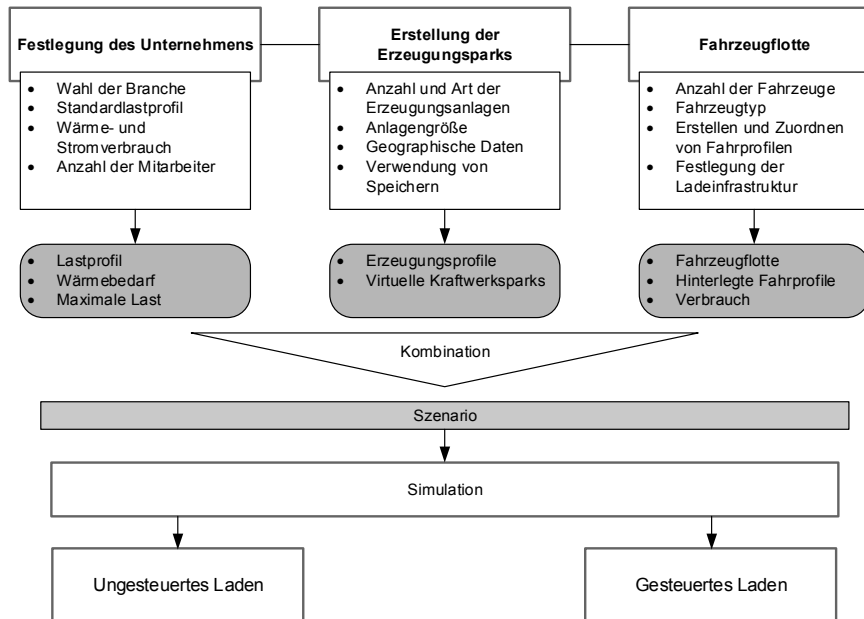 Festlegung des Unternehmens
• Wahl der Branche
• Standardlastprofil
• Wärme- und
Stromverbrauch
• Anzahl der Mitarbeiter
• Lastprofil
• Wärmebedarf
• Maximale Last
Erstellung der
Erzeugungsparks
• Anzahl und Art der
Erzeugungsanlagen
• Anlagengröße
• Geographische Daten
• Verwendung von
Speichern
• Erzeugungsprofile
• Virtuelle Kraftwerksparks
Fahrzeugflotte
• Anzahl der Fahrzeuge
• Fahrzeugtyp
• Erstellen und Zuordnen
von Fahrprofilen
• Festlegung der
Ladeinfrastruktur
• Fahrzeugflotte
• Hinterlegte Fahrprofile
• Verbrauch
Kombination
Szenario
Simulation
Ungesteuertes Laden
Gesteuertes Laden